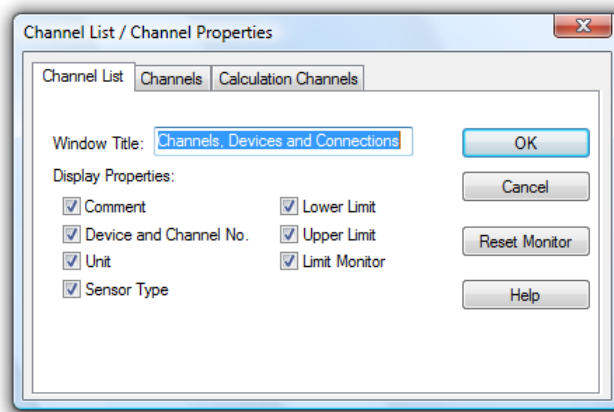 Channel List / Channel Properties
Channel List Channels Calculation Channels
Window Title: Channels, Devices and Connections OK
Display Properties: Cancel
Comment Lower Limit
Device and Channel No. Upper Limit Reset Monitor
Unit Limit Monitor
Sensor Type Help